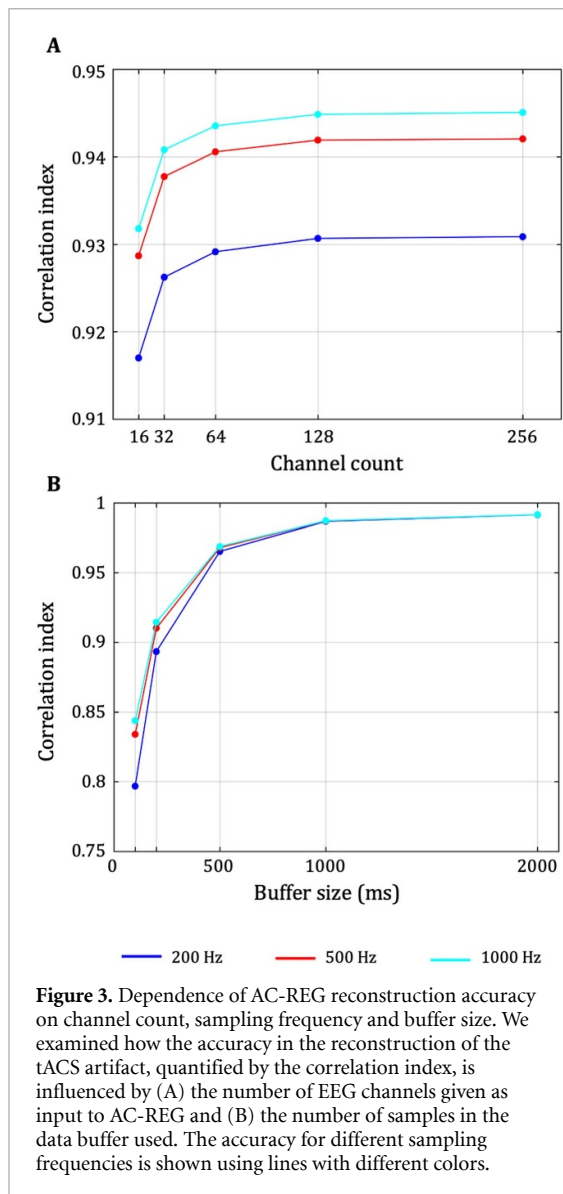 A
0.95
0.94
0.93
0.92
0.91
Correlation index
16 32 64 128 256
Channel count
B
1
0.95
0.9
0.85
0.8
0.75
Correlation index
0 500 1000 2000
Buffer size (ms)
200 Hz 500 Hz 1000 Hz
Figure 3. Dependence of AC-REG reconstruction accuracy
on channel count, sampling frequency and buffer size. We
examined how the accuracy in the reconstruction of the
tACS artifact, quantified by the correlation index, is
influenced by (A) the number of EEG channels given as
input to AC-REG and (B) the number of samples in the
data buffer used. The accuracy for different sampling
frequencies is shown using lines with different colors.